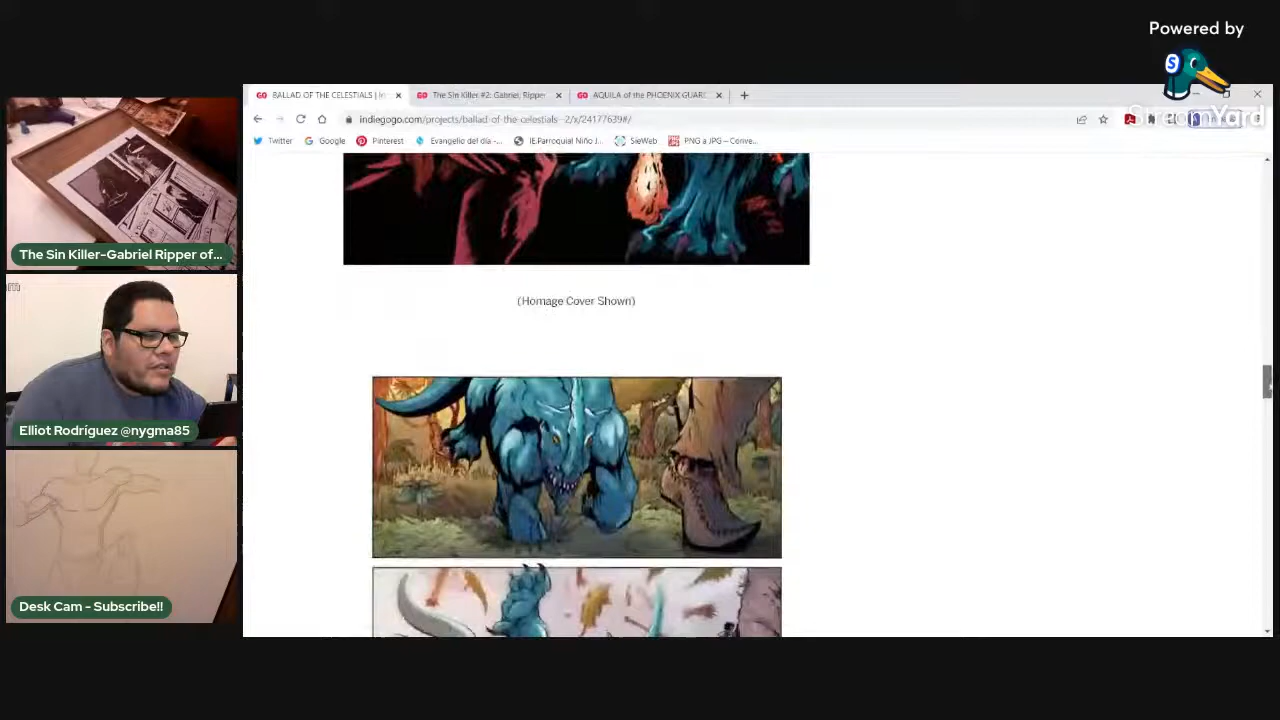 Powered by
S
StreamYard
BALLAD OF THE CELESTIALS | In
The Sin Killer #2: Gabriel, Ripper
AQUILA of the PHOENIX GUARD
indiegogo.com/projects/ballad-of-the-celestials--2/x/24177639#/
Twitter
Google
Pinterest
Evangelio del día -...
IE.Parroquial Niño J...
SieWeb
PNG a JPG – Conve...
(Homage Cover Shown)
The Sin Killer-Gabriel Ripper of...
Elliot Rodríguez @nygma85
Desk Cam - Subscribe!!